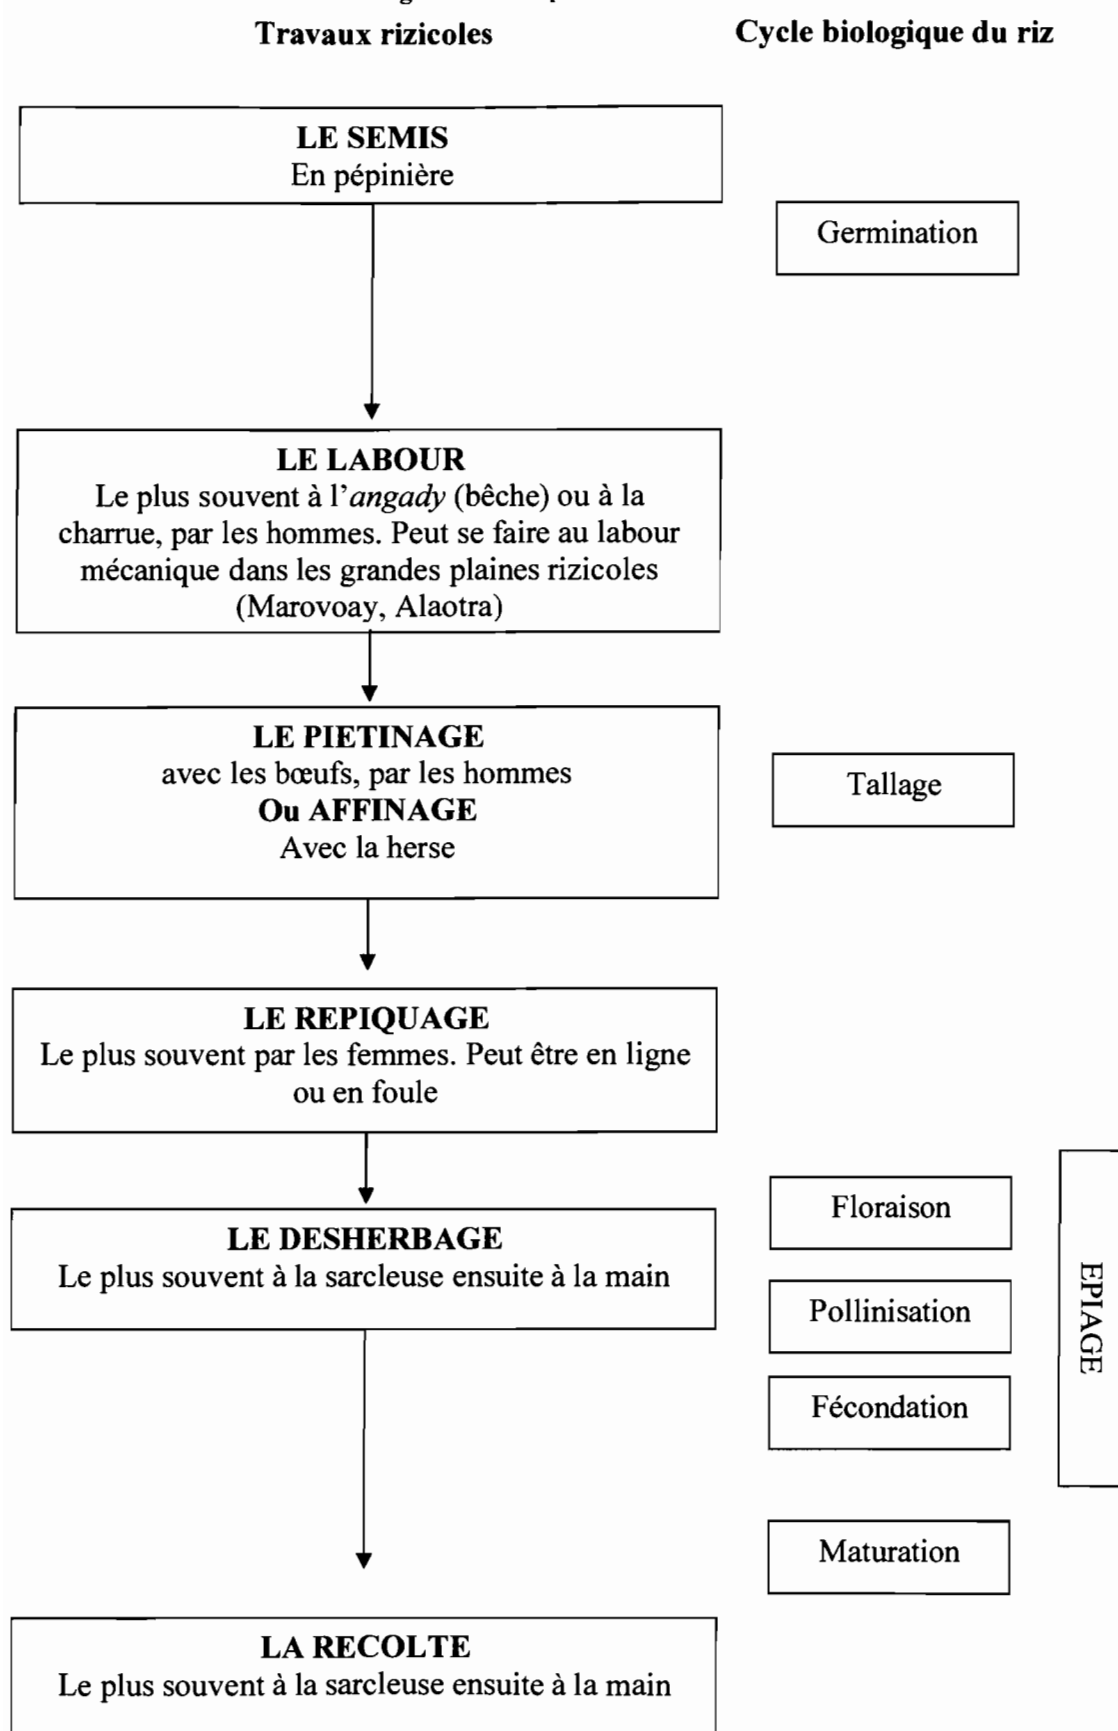 Travaux rizicoles
Cycle biologique du riz
LE SEMIS
En pépinière
Germination
LE LABOUR
Le plus souvent à l'angady (bêche) ou à la
charrue, par les hommes. Peut se faire au labour
mécanique dans les grandes plaines rizicoles
(Marovoay, Alaotra)
LE PIETINAGE
avec les bœufs, par les hommes
Ou AFFINAGE
Avec la herse
Tallage
LE REPIQUAGE
Le plus souvent par les femmes. Peut être en ligne
ou en foule
LE DESHERBAGE
Le plus souvent à la sarcleuse ensuite à la main
Floraison
Pollinisation
Fécondation
EPIAGE
Maturation
LA RECOLTE
Le plus souvent à la sarcleuse ensuite à la main